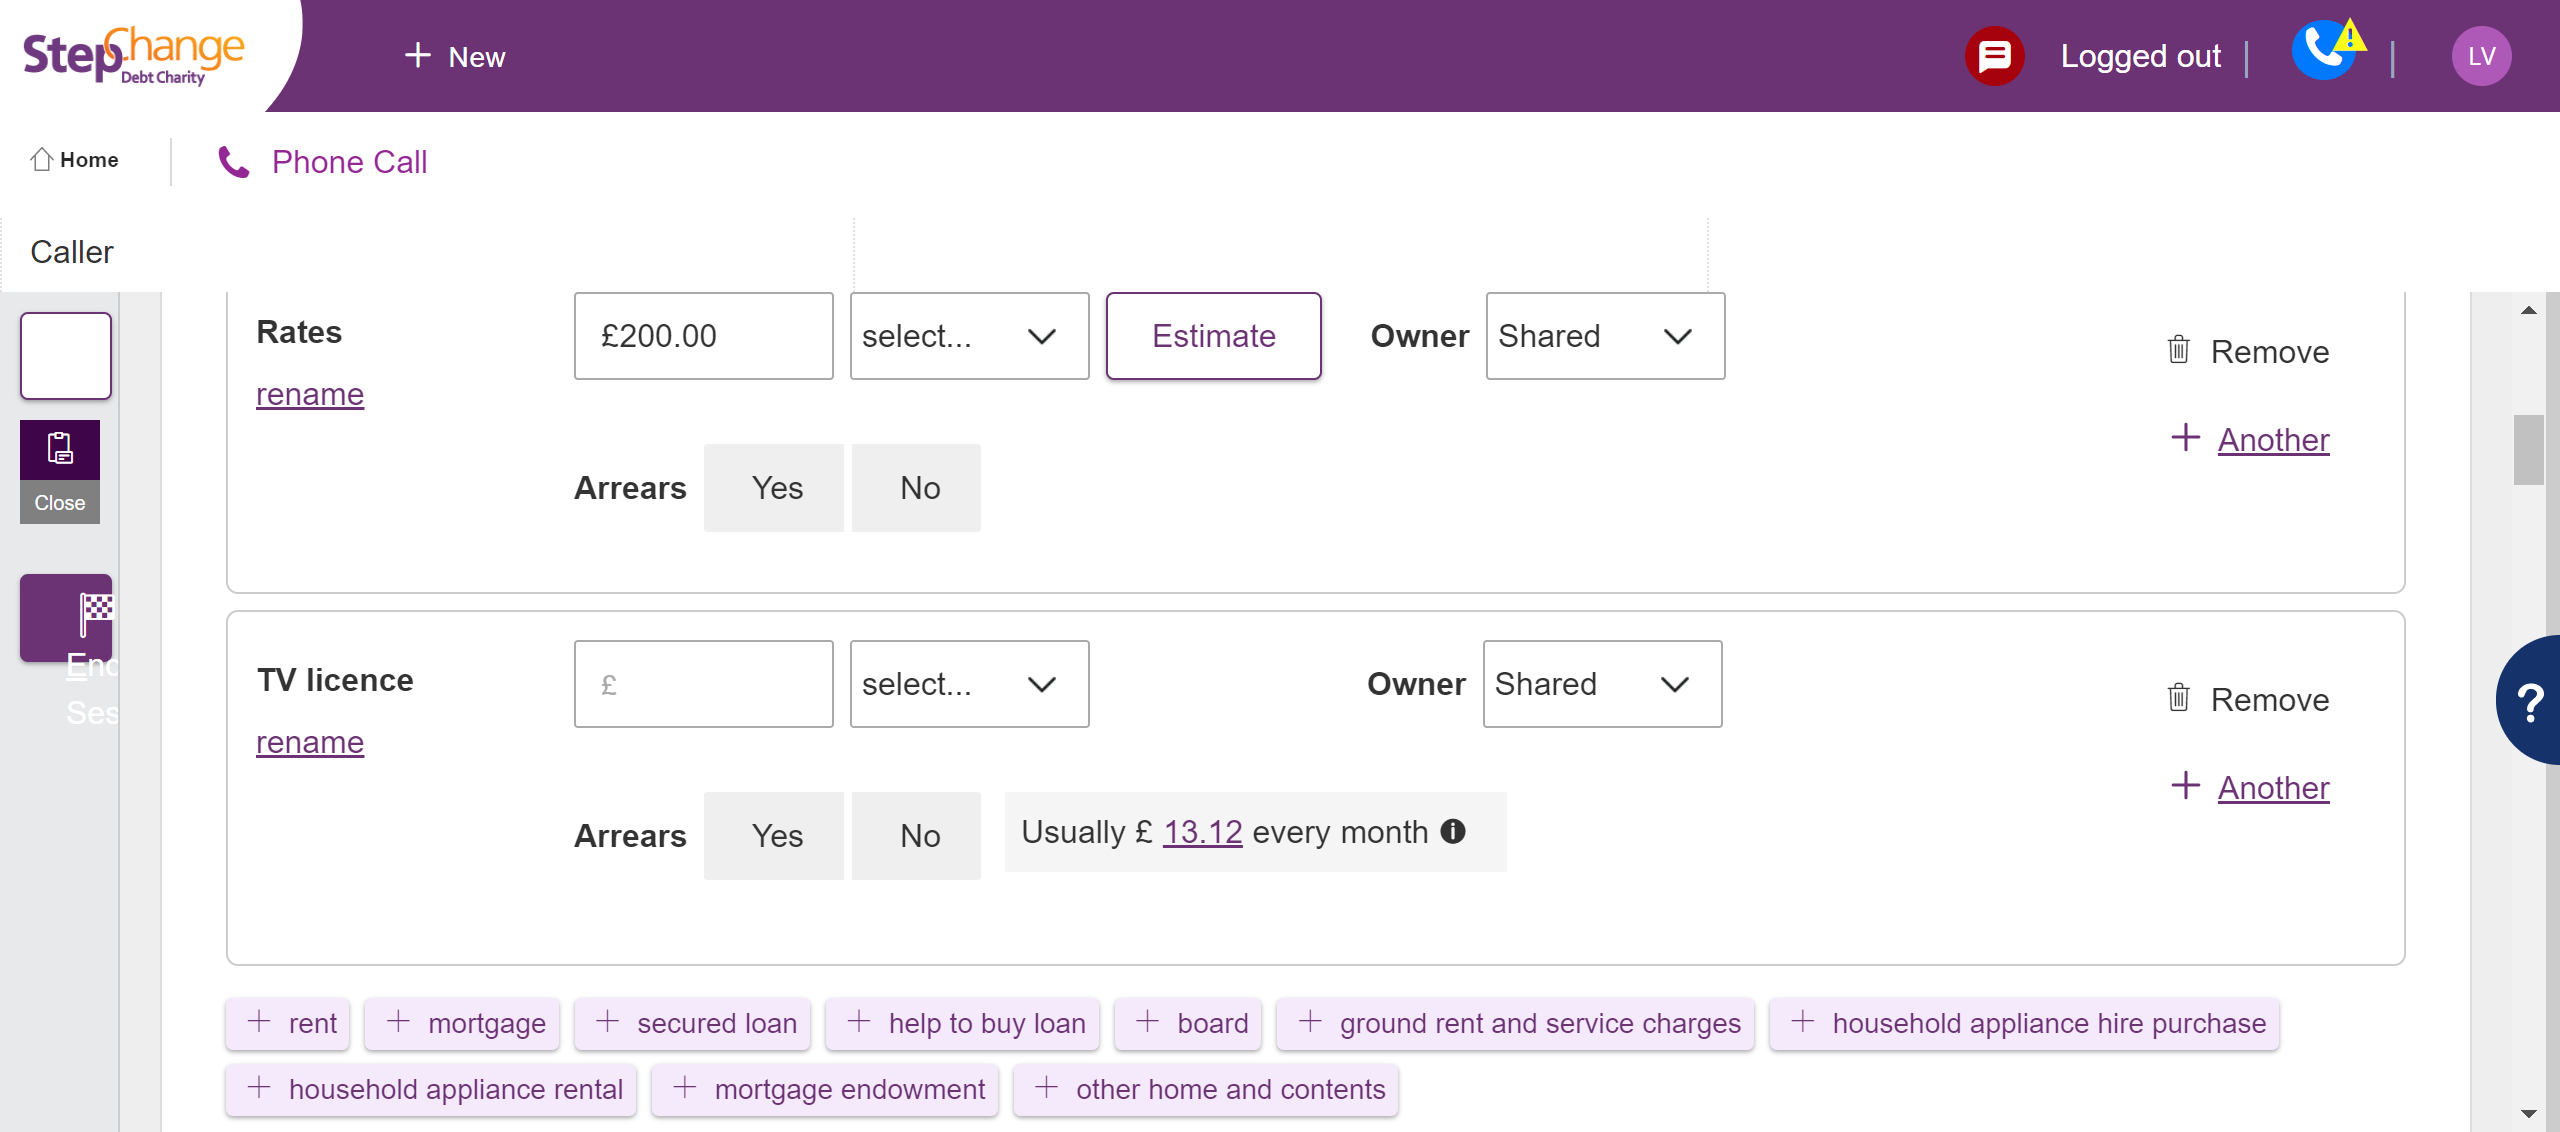 StepChange
Debt Charity
New
Logged out
LV
Home
Phone Call
Caller
Rates
£200.00
select...
Estimate
Owner
Shared
Remove
rename
Another
Arrears
Yes
No
Close
End
Ses
TV licence
£
select...
Owner
Shared
Remove
rename
Another
Arrears
Yes
No
Usually £ 13.12 every month
?
rent
mortgage
secured loan
help to buy loan
board
ground rent and service charges
household appliance hire purchase
household appliance rental
mortgage endowment
other home and contents